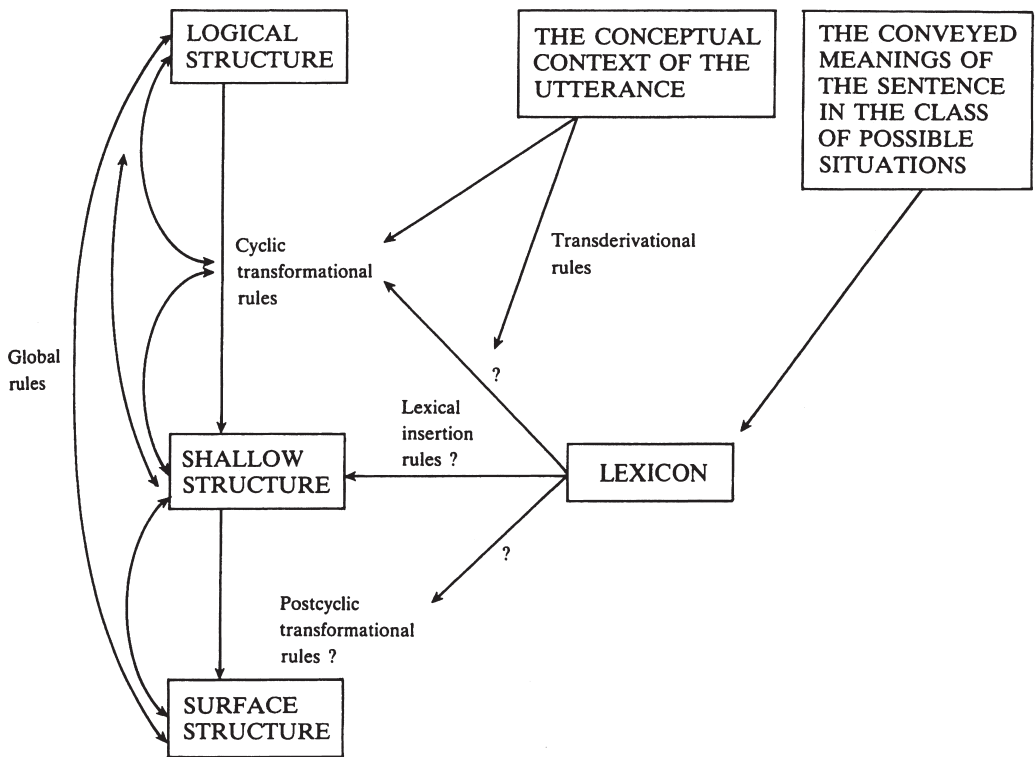 LOGICAL
STRUCTURE
THE CONCEPTUAL
CONTEXT OF THE
UTTERANCE
THE CONVEYED
MEANINGS OF
THE SENTENCE
IN THE CLASS
OF POSSIBLE
SITUATIONS
Cyclic
transformational
rules
Transderivational
rules
Global
rules
?
Lexical
insertion
rules ?
SHALLOW
STRUCTURE
LEXICON
?
Postcyclic
transformational
rules ?
SURFACE
STRUCTURE